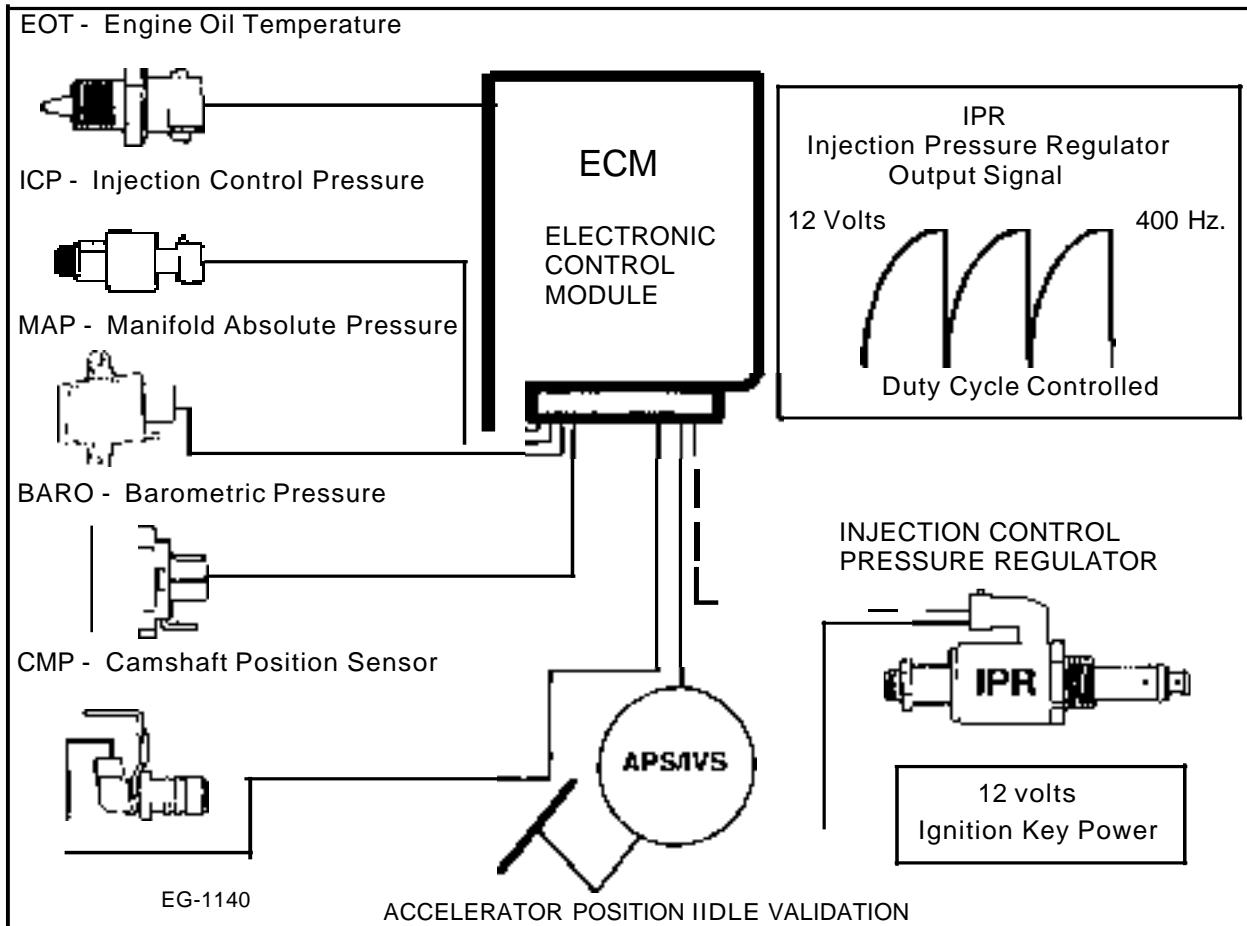 EOT - Engine Oil Temperature
ICP - Injection Control Pressure
MAP - Manifold Absolute Pressure
BARO - Barometric Pressure
CMP - Camshaft Position Sensor
EG-1140
ECM
ELECTRONIC
CONTROL
MODULE
APS/IVS
ACCELERATOR POSITION IIDLE VALIDATION
IPR
Injection Pressure Regulator
Output Signal
12 Volts
400 Hz.
Duty Cycle Controlled
INJECTION CONTROL
PRESSURE REGULATOR
IPR
12 volts
Ignition Key Power